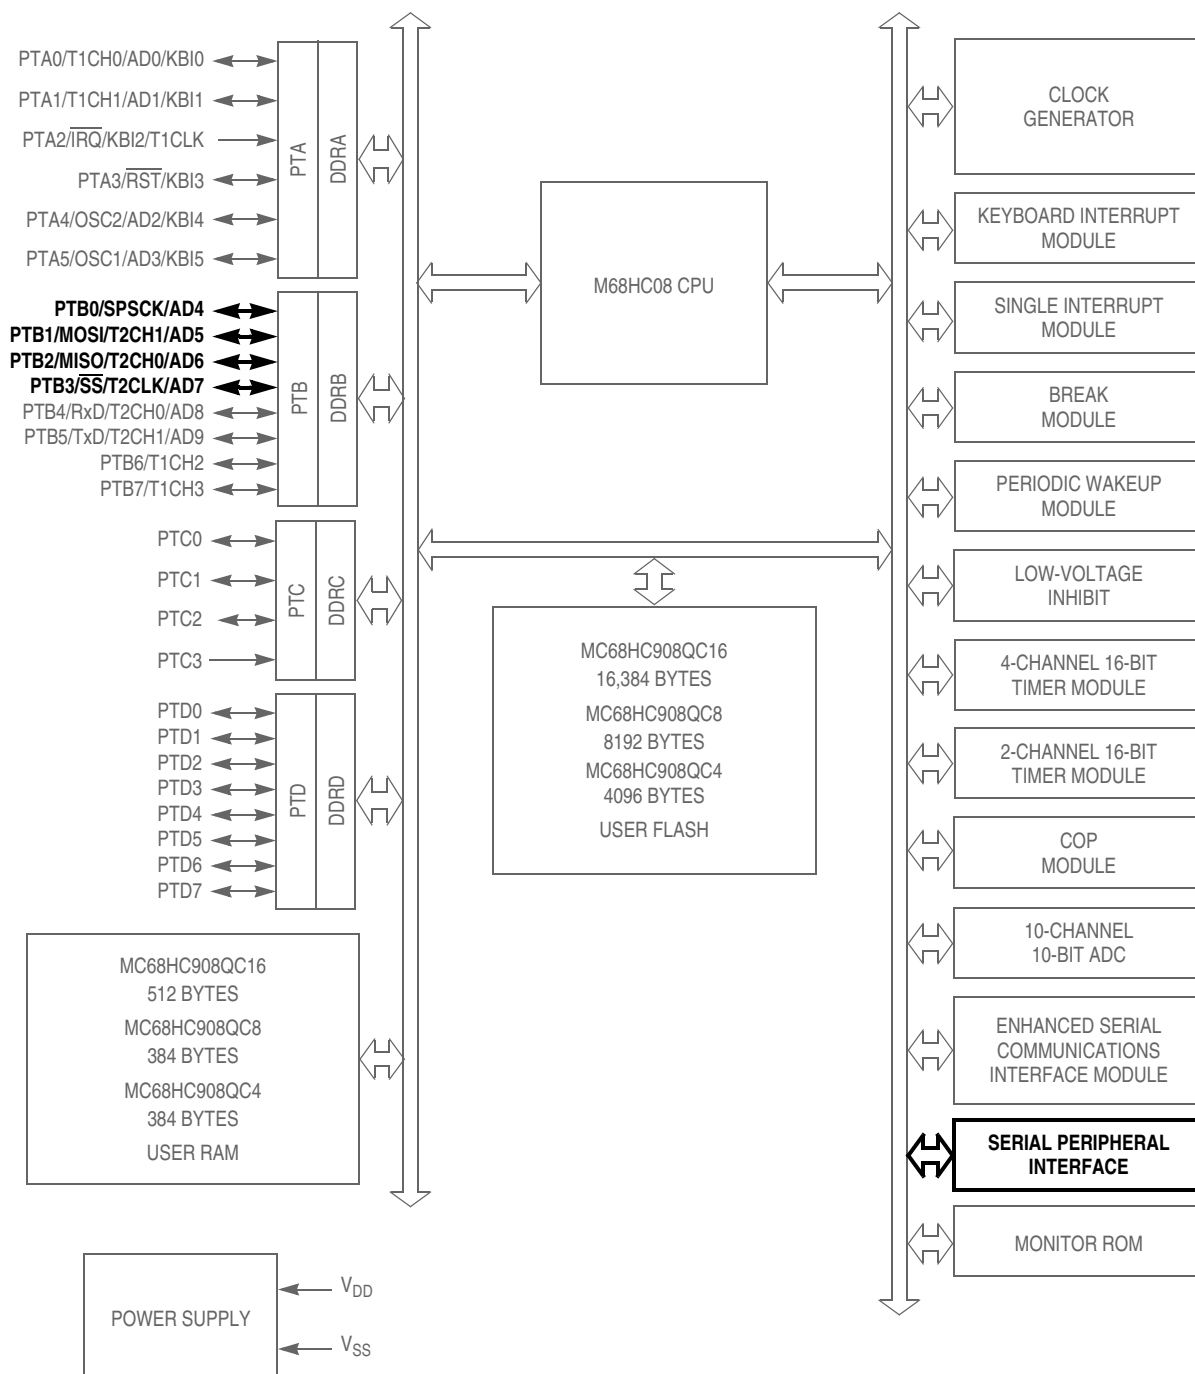 PTA0/T1CH0/AD0/KBI0
PTA1/T1CH1/AD1/KBI1
PTA2/IRQ/KBI2/T1CLK
PTA3/RST/KBI3
PTA4/OSC2/AD2/KBI4
PTA5/OSC1/AD3/KBI5
PTA
DDRA
PTB0/SPSCK/AD4
PTB1/MOSI/T2CH1/AD5
PTB2/MISO/T2CH0/AD6
PTB3/SS/T2CLK/AD7
PTB4/RxD/T2CH0/AD8
PTB5/TxD/T2CH1/AD9
PTB6/T1CH2
PTB7/T1CH3
PTB
DDRB
PTC0
PTC1
PTC2
PTC3
PTC
DDRC
PTD0
PTD1
PTD2
PTD3
PTD4
PTD5
PTD6
PTD7
PTD
DDRD
MC68HC908QC16
512 BYTES
MC68HC908QC8
384 BYTES
MC68HC908QC4
384 BYTES
USER RAM
POWER SUPPLY
VDD
VSS
M68HC08 CPU
MC68HC908QC16
16,384 BYTES
MC68HC908QC8
8192 BYTES
MC68HC908QC4
4096 BYTES
USER FLASH
CLOCK
GENERATOR
KEYBOARD INTERRUPT
MODULE
SINGLE INTERRUPT
MODULE
BREAK
MODULE
PERIODIC WAKEUP
MODULE
LOW-VOLTAGE
INHIBIT
4-CHANNEL 16-BIT
TIMER MODULE
2-CHANNEL 16-BIT
TIMER MODULE
COP
MODULE
10-CHANNEL
10-BIT ADC
ENHANCED SERIAL
COMMUNICATIONS
INTERFACE MODULE
SERIAL PERIPHERAL
INTERFACE
MONITOR ROM